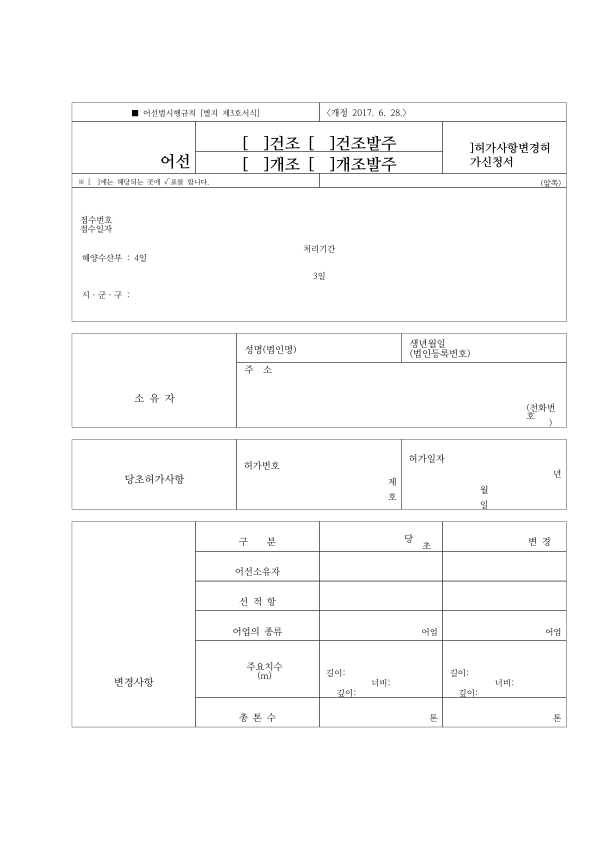 ■ 어선법시행규칙 [별지 제3호서식] 〈개정 2017. 6. 28.〉
어선
[ ]건조 [ ]건조발주
[ ]개조 [ ]개조발주
]허가사항변경허
가신청서
※ [ ]에는 해당되는 곳에 √표를 합니다. (앞쪽)
접수번호
접수일자
처리기간
해양수산부 : 4일
3일
시·군·구 :
소 유 자
성명(법인명)
생년월일
(법인등록번호)
주 소
(전화번
호
)
당초허가사항
허가번호
제
호
허가일자
년
월
일
변경사항
구 분 당 초 변 경
어선소유자
선 적 항
어업의 종류 어업 어업
주요치수
(m)
길이: 길이:
너비: 너비:
깊이: 깊이:
총 톤 수 톤 톤